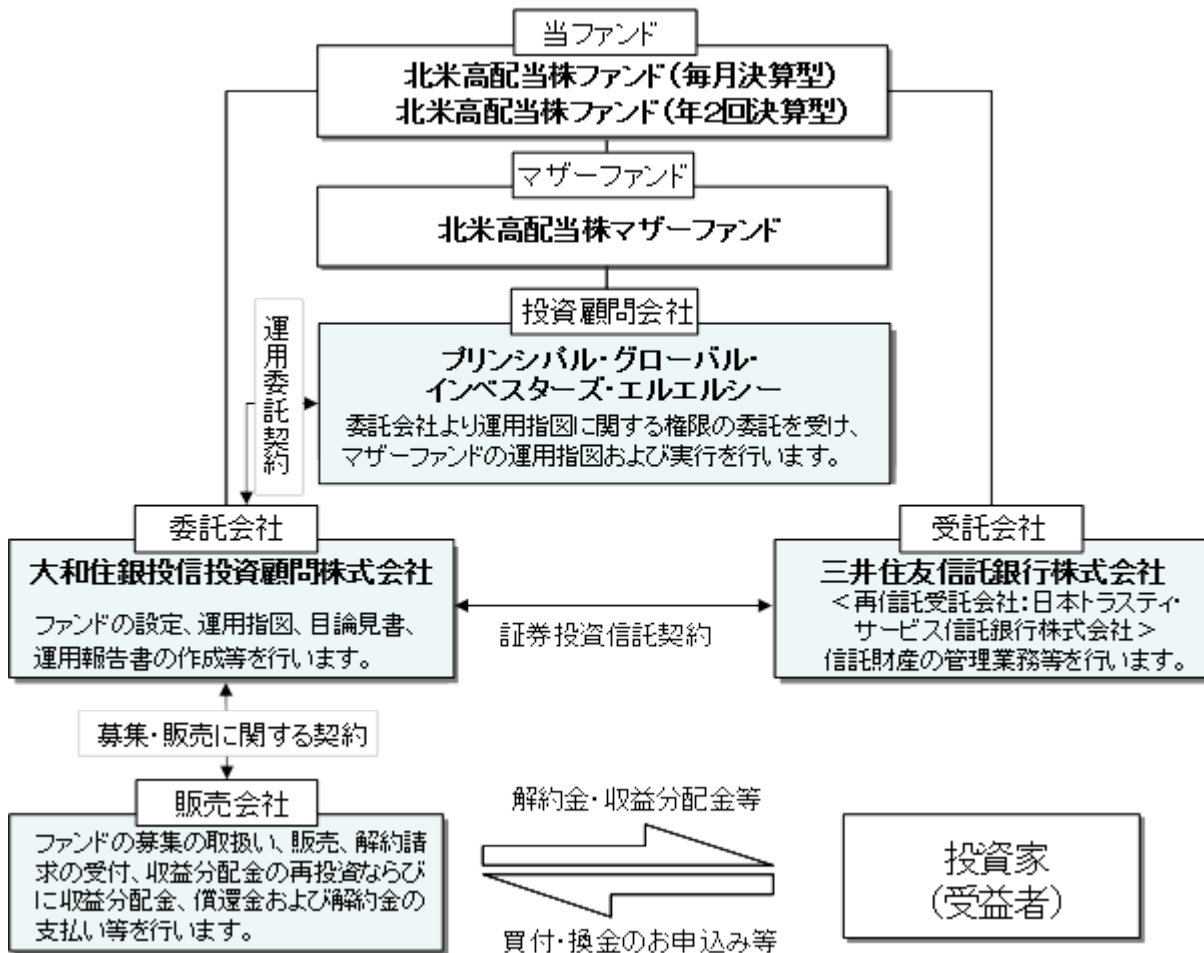 当ファンド
北米高配当株ファンド(毎月決算型)
北米高配当株ファンド(年2回決算型)
マザーファンド
北米高配当株マザーファンド
投資顧問会社
プリンシパル・グローバル・
インベスターズ・エルエルシー
委託会社より運用指図に関する権限の委託を受け、
マザーファンドの運用指図および実行を行います。
運用委託契約
委託会社
大和住銀投信投資顧問株式会社
ファンドの設定、運用指図、目論見書、
運用報告書の作成等を行います。
証券投資信託契約
受託会社
三井住友信託銀行株式会社
<再信託受託会社:日本トラスティ・
サービス信託銀行株式会社>
信託財産の管理業務等を行います。
募集・販売に関する契約
販売会社
ファンドの募集の取扱い、販売、解約請
求の受付、収益分配金の再投資ならび
に収益分配金、償還金および解約金の
支払い等を行います。
解約金・収益分配金等
買付・換金のお申込み等
投資家
(受益者)